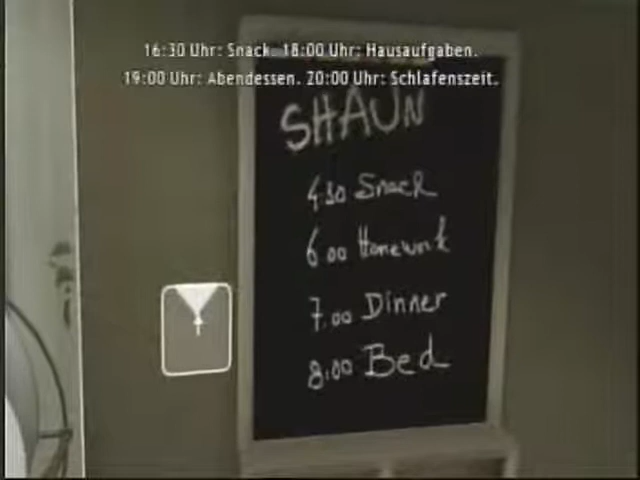 16:30 Uhr: Snack. 18:00 Uhr: Hausaufgaben.
19:00 Uhr: Abendessen. 20:00 Uhr: Schlafenszeit.
SHAUN
4.30 Snack
6.00 Homework
7.00 Dinner
8.00 Bed